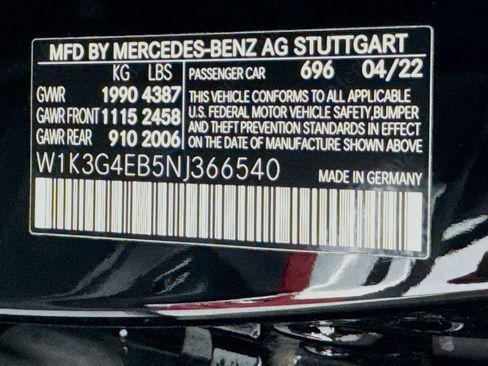 MFD BY MERCEDES-BENZ AG STUTTGART
KG LBS PASSENGER CAR 696 04/22
GVWR 1990 4387 THIS VEHICLE CONFORMS TO ALL APPLICABLE
GAWR FRONT 1115 2458 U.S. FEDERAL MOTOR VEHICLE SAFETY, BUMPER
GAWR REAR 910 2006 AND THEFT PREVENTION STANDARDS IN EFFECT
ON THE DATE OF MANUFACTURE SHOWN ABOVE
W1K3G4EB5NJ366540 MADE IN GERMANY